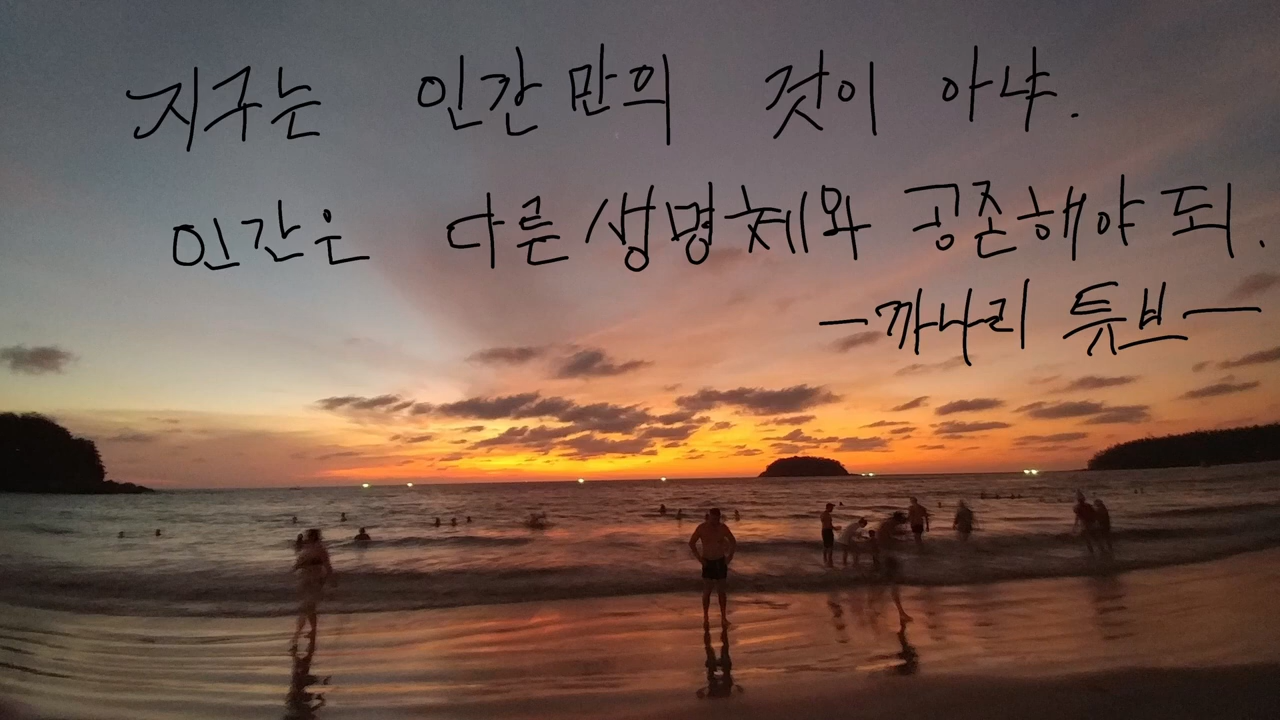 지구는 인간만의 것이 아냐.
인간은 다른 생명체와 공존해야 되.
-까나리 튜브-